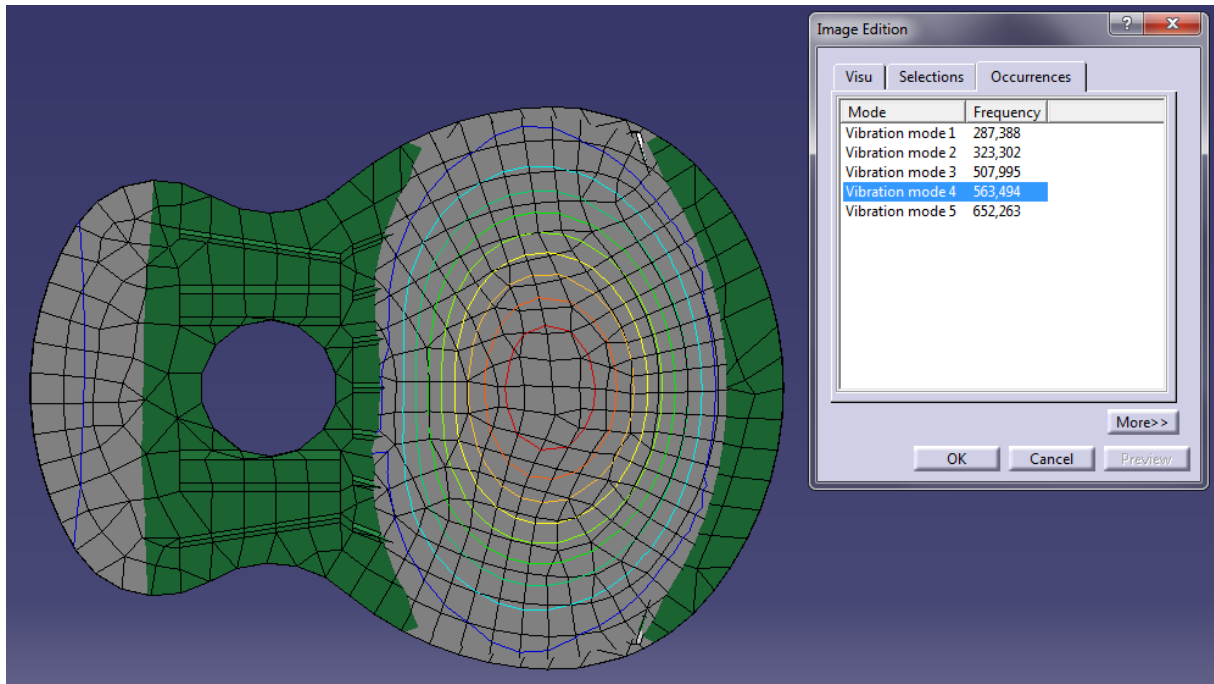 Image Edition
Visu Selections Occurrences
Mode Frequency
Vibration mode 1 287,388
Vibration mode 2 323,302
Vibration mode 3 507,995
Vibration mode 4 563,494
Vibration mode 5 652,263
More>>
OK Cancel Preview